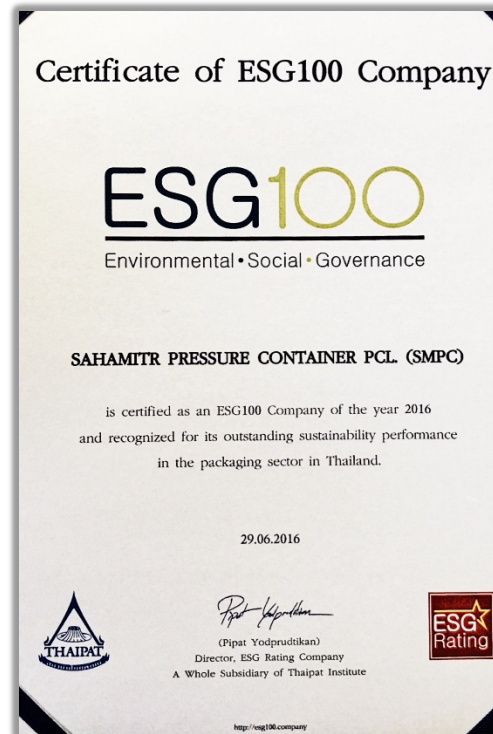 Certificate of ESG100 Company
ESG100
Environmental • Social • Governance
SAHAMITR PRESSURE CONTAINER PCL. (SMPC)
is certified as an ESG100 Company of the year 2016
and recognized for its outstanding sustainability performance
in the packaging sector in Thailand.
29.06.2016
(Pipat Yodprudtikan)
Director, ESG Rating Company
A Whole Subsidiary of Thaipat Institute
THAIPAT
ESG
Rating
http://esg100.company